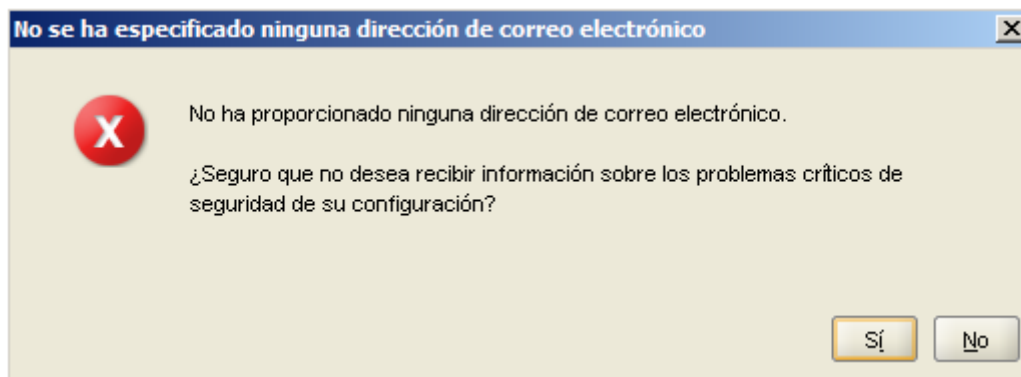 No se ha especificado ninguna dirección de correo electrónico
No ha proporcionado ninguna dirección de correo electrónico.
¿Seguro que no desea recibir información sobre los problemas críticos de
seguridad de su configuración?
Sí
No